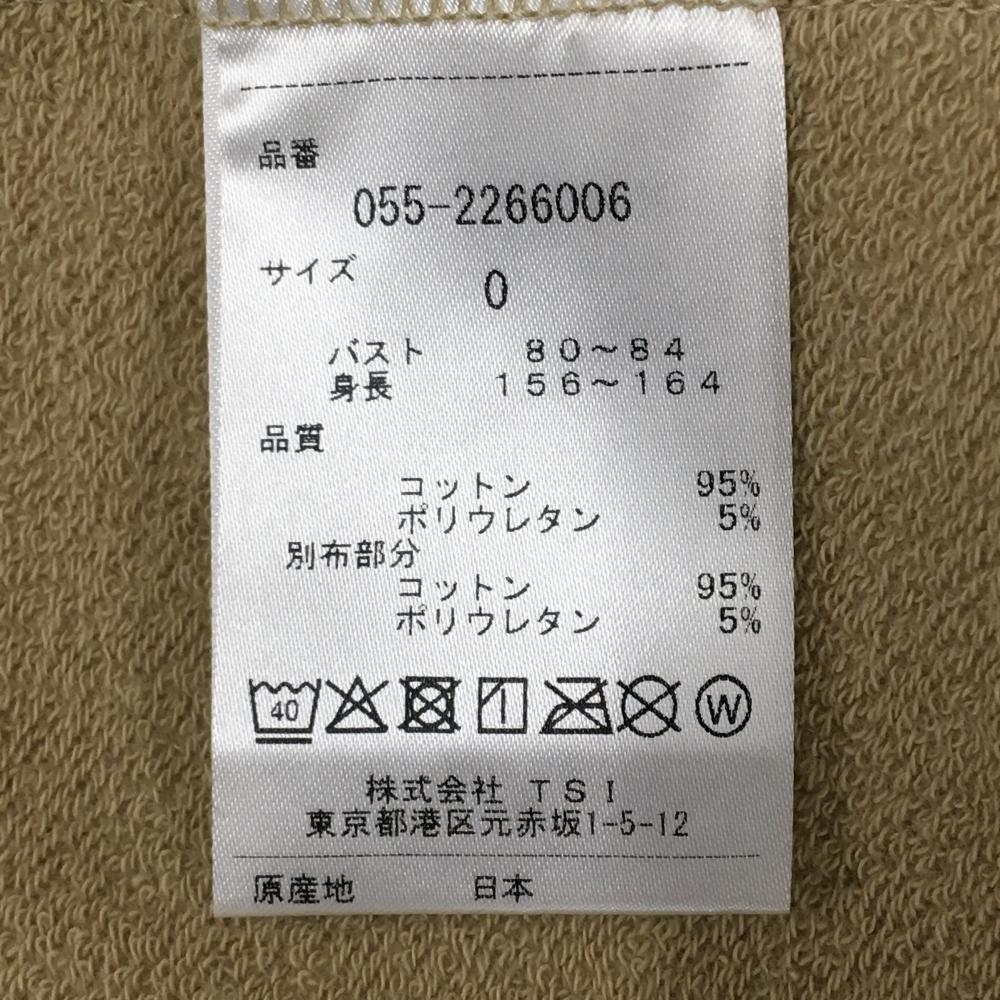 品番
055-2266006
サイズ 0
バスト 80～84
身長 156～164
品質
コットン 95%
ポリウレタン 5%
別布部分
コットン 95%
ポリウレタン 5%
40 W
株式会社 TSI
東京都港区元赤坂1-5-12
原産地 日本